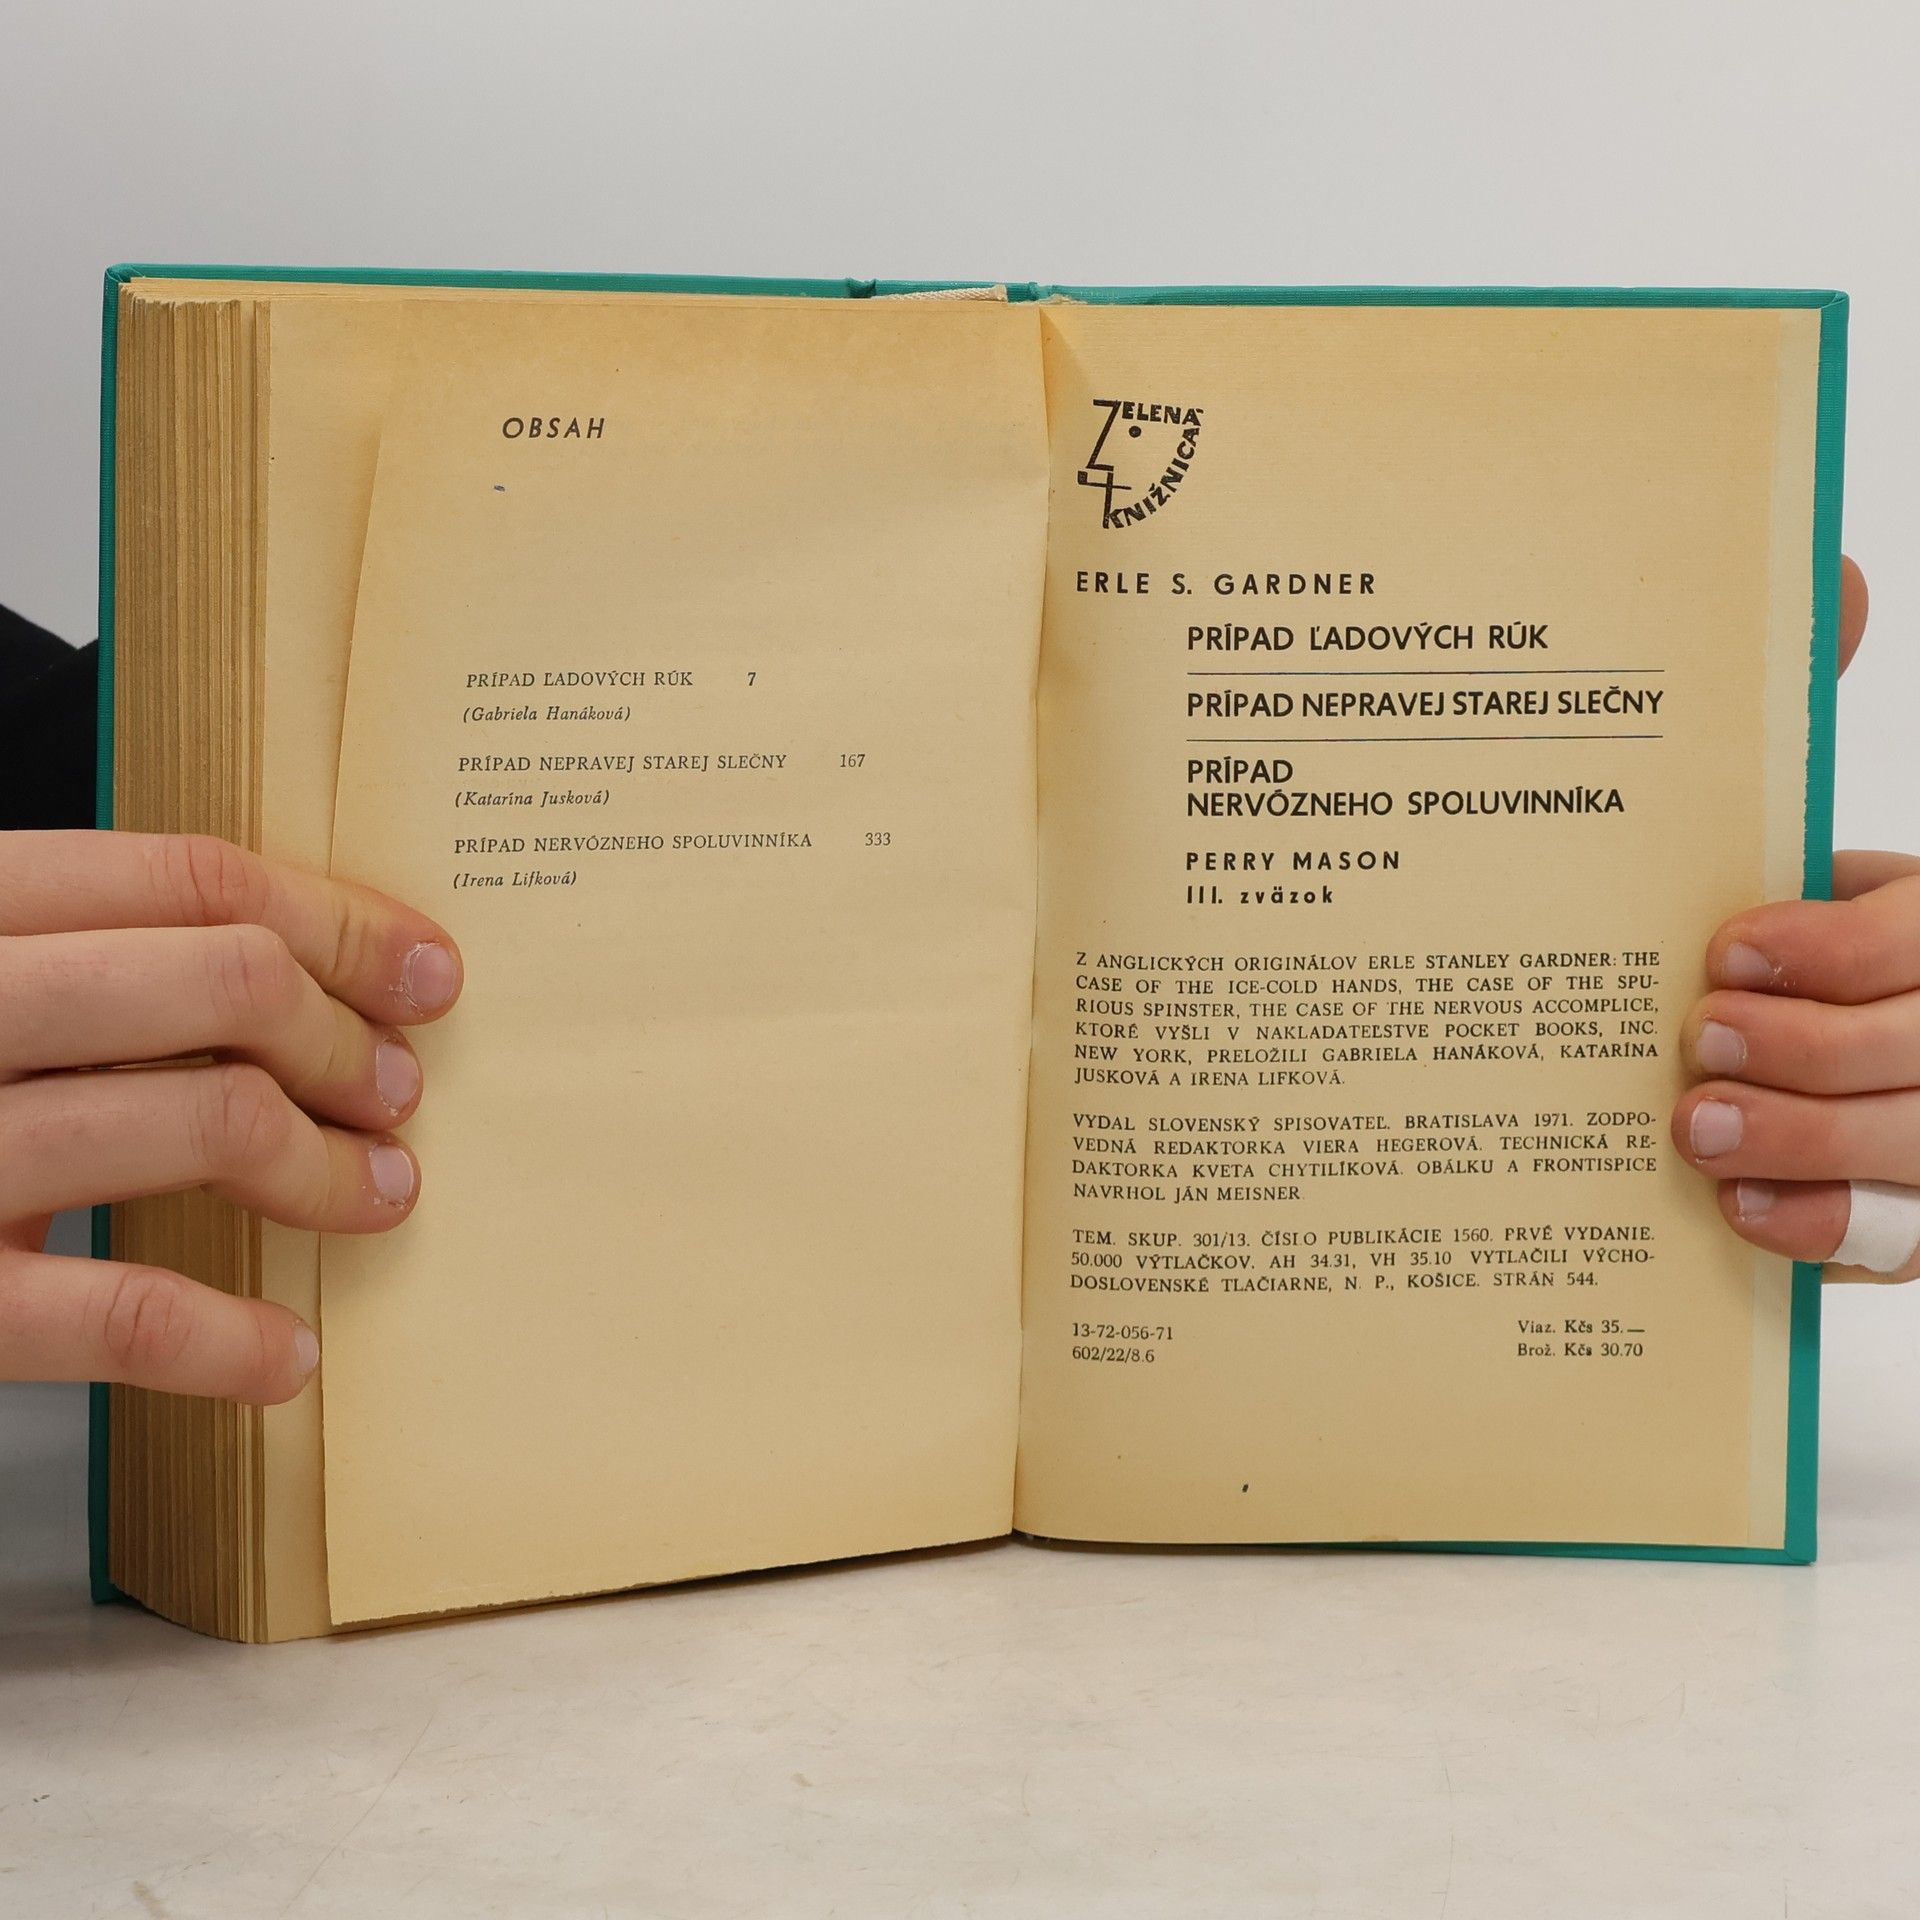 OBSAH
PRÍPAD ĽADOVÝCH RÚK 7
(Gabriela Hanáková)
PRÍPAD NEPRAVEJ STAREJ SLEČNY 167
(Katarína Jusková)
PRÍPAD NERVÓZNEHO SPOLUVINNÍKA 333
(Irena Lifková)
ZELENÁ
KNIŽNICA
ERLE S. GARDNER
PRÍPAD ĽADOVÝCH RÚK
PRÍPAD NEPRAVEJ STAREJ SLEČNY
PRÍPAD
NERVÓZNEHO SPOLUVINNÍKA
PERRY MASON
III. zväzok
Z ANGLICKÝCH ORIGINÁLOV ERLE STANLEY GARDNER: THE
CASE OF THE ICE-COLD HANDS, THE CASE OF THE SPU-
RIOUS SPINSTER, THE CASE OF THE NERVOUS ACCOMPLICE,
KTORÉ VYŠLI V NAKLADATEĽSTVE POCKET BOOKS, INC.
NEW YORK, PRELOŽILI GABRIELA HANÁKOVÁ, KATARÍNA
JUSKOVÁ A IRENA LIFKOVÁ.
VYDAL SLOVENSKÝ SPISOVATEĽ. BRATISLAVA 1971. ZODPO-
VEDNÁ REDAKTORKA VIERA HEGEROVÁ. TECHNICKÁ RE-
DAKTORKA KVETA CHYTILÍKOVÁ. OBÁLKU A FRONTISPICE
NAVRHOL JÁN MEISNER.
TEM. SKUP. 301/13. ČÍSLO PUBLIKÁCIE 1560. PRVÉ VYDANIE.
50.000 VÝTLAČKOV. AH 34.31, VH 35.10 VYTLAČILI VÝCHO-
DOSLOVENSKÉ TLAČIARNE, N. P., KOŠICE. STRÁN 544.
13-72-056-71
602/22/8.6
Viaz. Kčs 35.—
Brož. Kčs 30.70